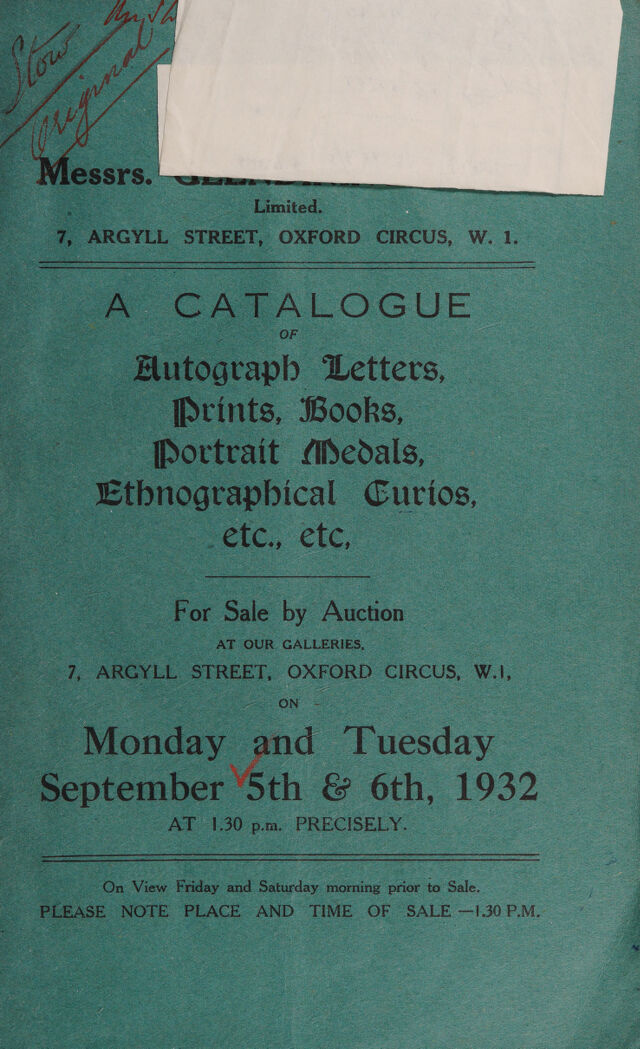 Stow
Original
Messrs.
Limited.
7, ARGYLL STREET, OXFORD CIRCUS, W. 1.
A CATALOGUE
OF
Autograph Letters,
Prints, Books,
Portrait Medals,
Ethnographical Curios,
etc., etc,
For Sale by Auction
AT OUR GALLERIES.
7, ARGYLL STREET, OXFORD CIRCUS, W.1,
ON
Monday and Tuesday
September 5th & 6th, 1932
AT 1.30 p.m. PRECISELY.
On View Friday and Saturday morning prior to Sale.
PLEASE NOTE PLACE AND TIME OF SALE —1.30 P.M.